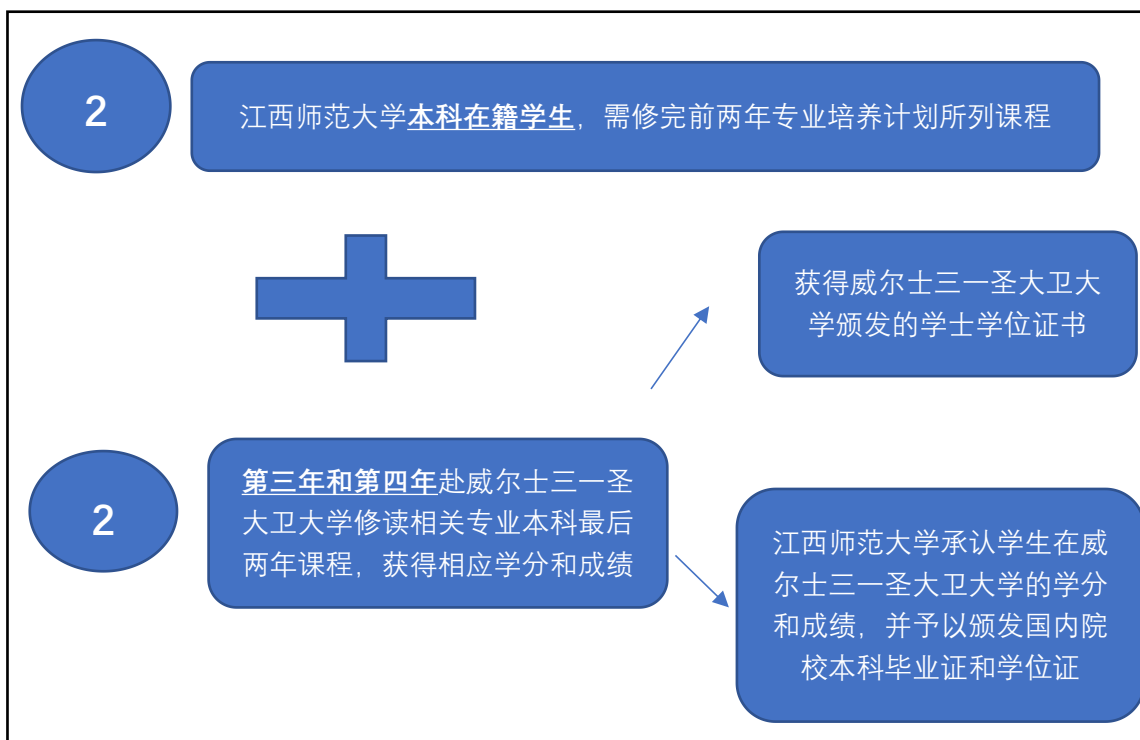 2
江西师范大学本科在籍学生，需修完前两年专业培养计划所列课程
获得威尔士三一圣大卫大
学颁发的学士学位证书
2
第三年和第四年赴威尔士三一圣
大卫大学修读相关专业本科最后
两年课程，获得相应学分和成绩
江西师范大学承认学生在威
尔士三一圣大卫大学的学分
和成绩，并予以颁发国内院
校本科毕业证和学位证